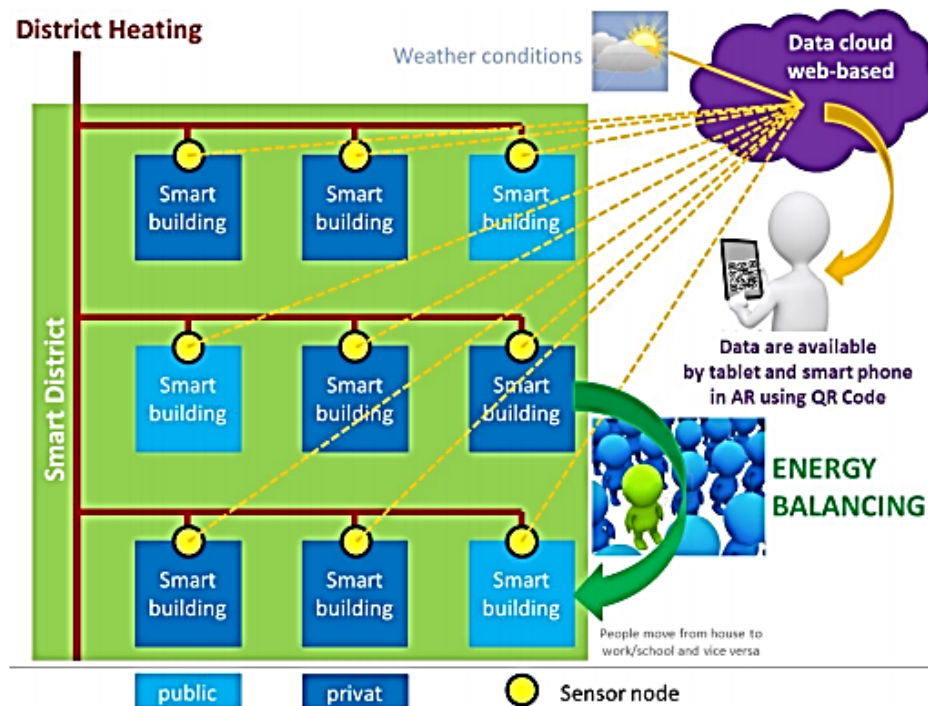 District Heating
Weather conditions
Data cloud
web-based
Smart
building
Smart
building
Smart
building
Smart District
Smart
building
Smart
building
Smart
building
Data are available
by tablet and smart phone
in AR using QR Code
ENERGY
BALANCING
Smart
building
Smart
building
Smart
building
People move from house to
work/school and vice versa
public
privat
Sensor node